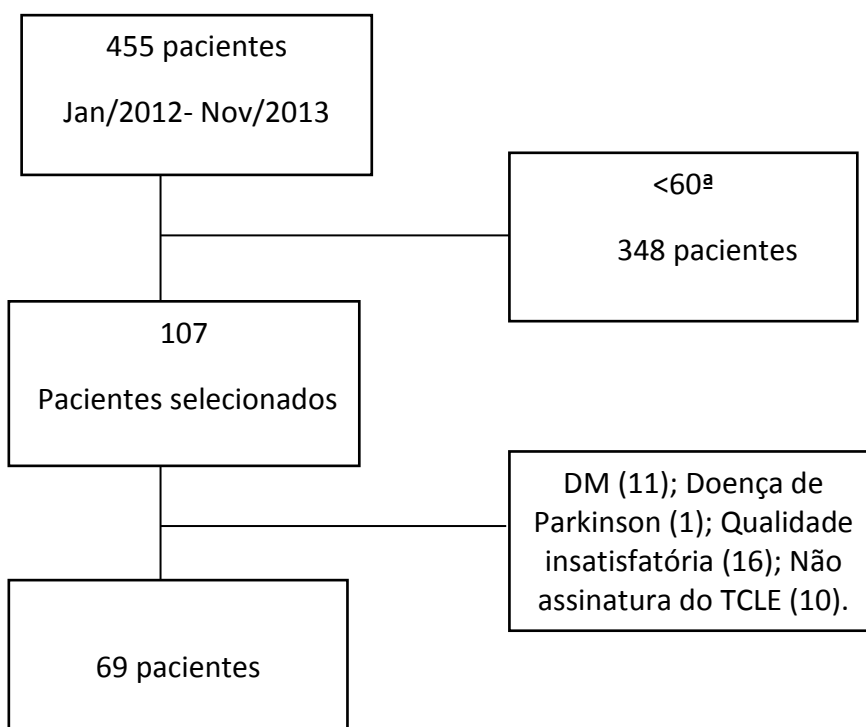 455 pacientes
Jan/2012- Nov/2013
<60ª
348 pacientes
107
Pacientes selecionados
DM (11); Doença de
Parkinson (1); Qualidade
insatisfatória (16); Não
assinatura do TCLE (10).
69 pacientes